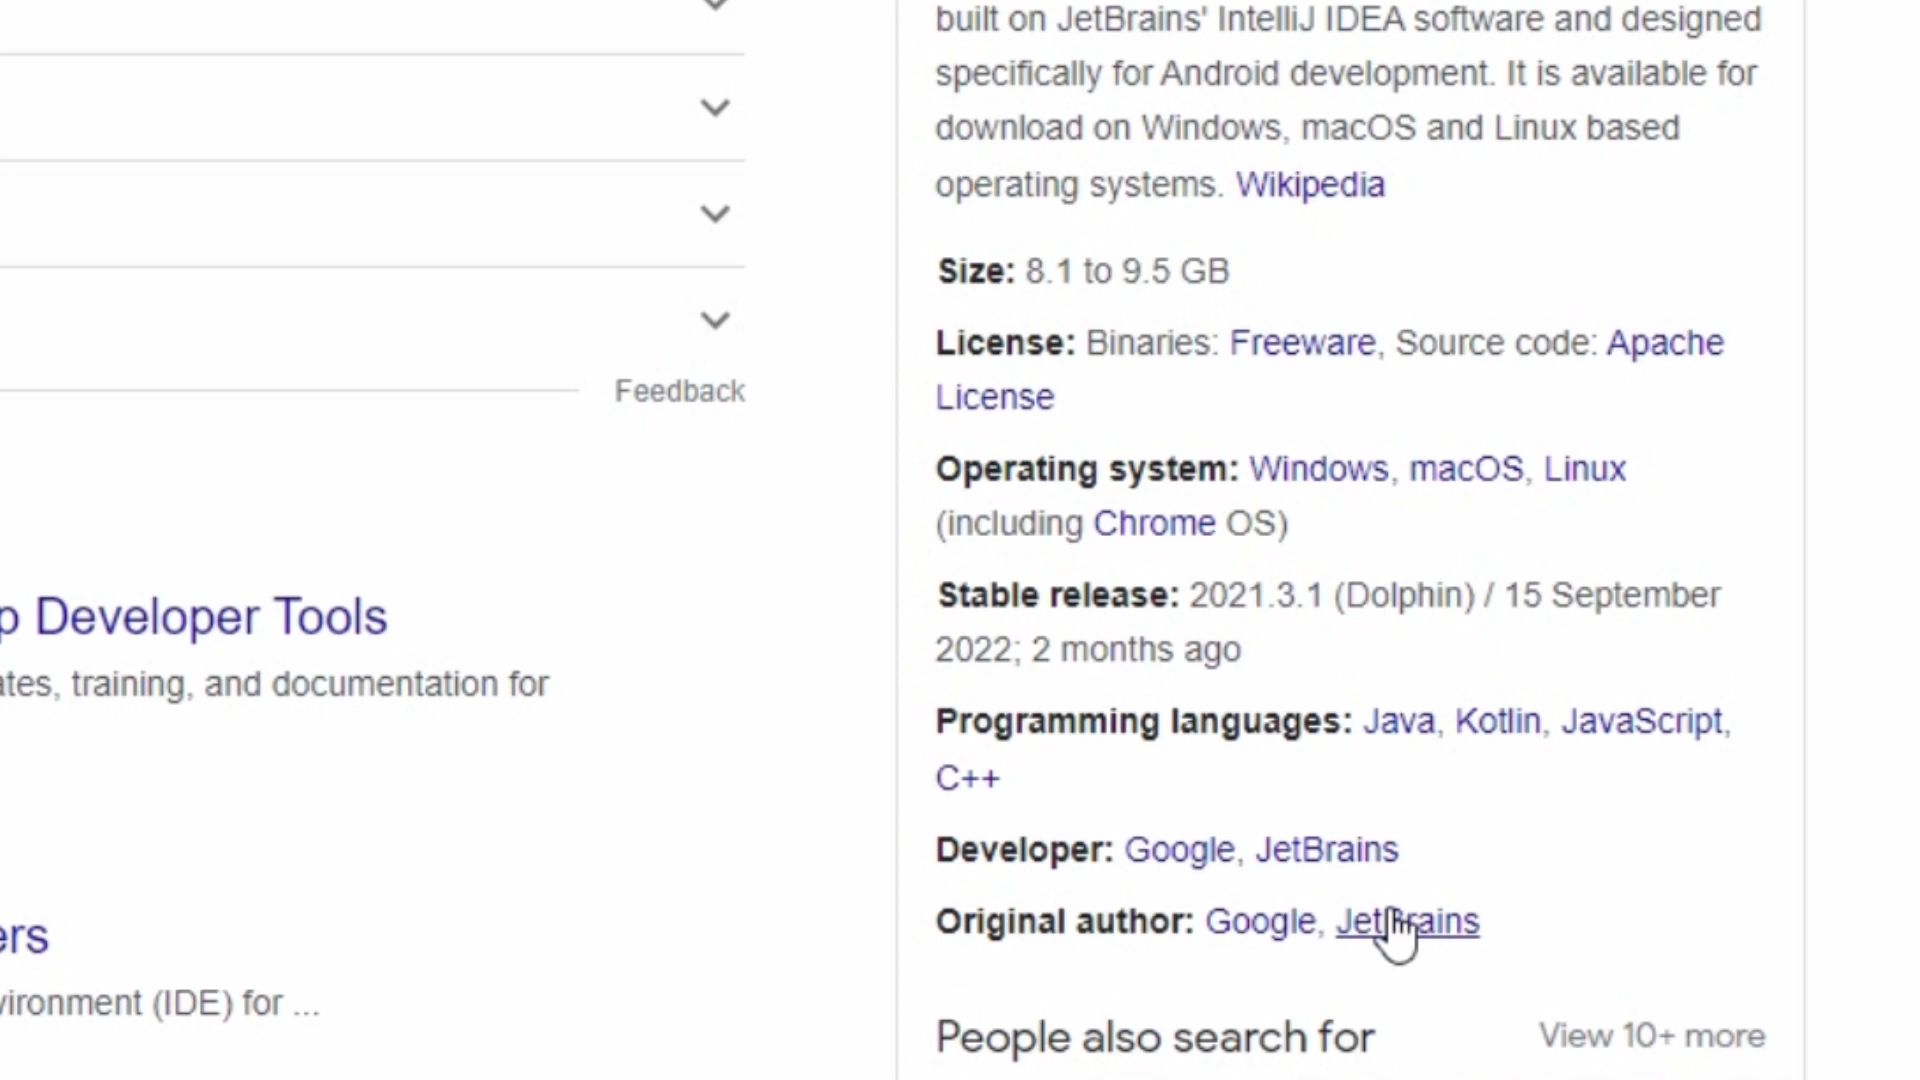 built on JetBrains' IntelliJ IDEA software and designed
specifically for Android development. It is available for
download on Windows, macOS and Linux based
operating systems. Wikipedia
Size: 8.1 to 9.5 GB
License: Binaries: Freeware, Source code: Apache
License
Feedback
Operating system: Windows, macOS, Linux
(including Chrome OS)
Stable release: 2021.3.1 (Dolphin) / 15 September
2022; 2 months ago
p Developer Tools
ates, training, and documentation for
Programming languages: Java, Kotlin, JavaScript,
C++
Developer: Google, JetBrains
Original author: Google, JetBrains
ers
vironment (IDE) for ...
People also search for
View 10+ more